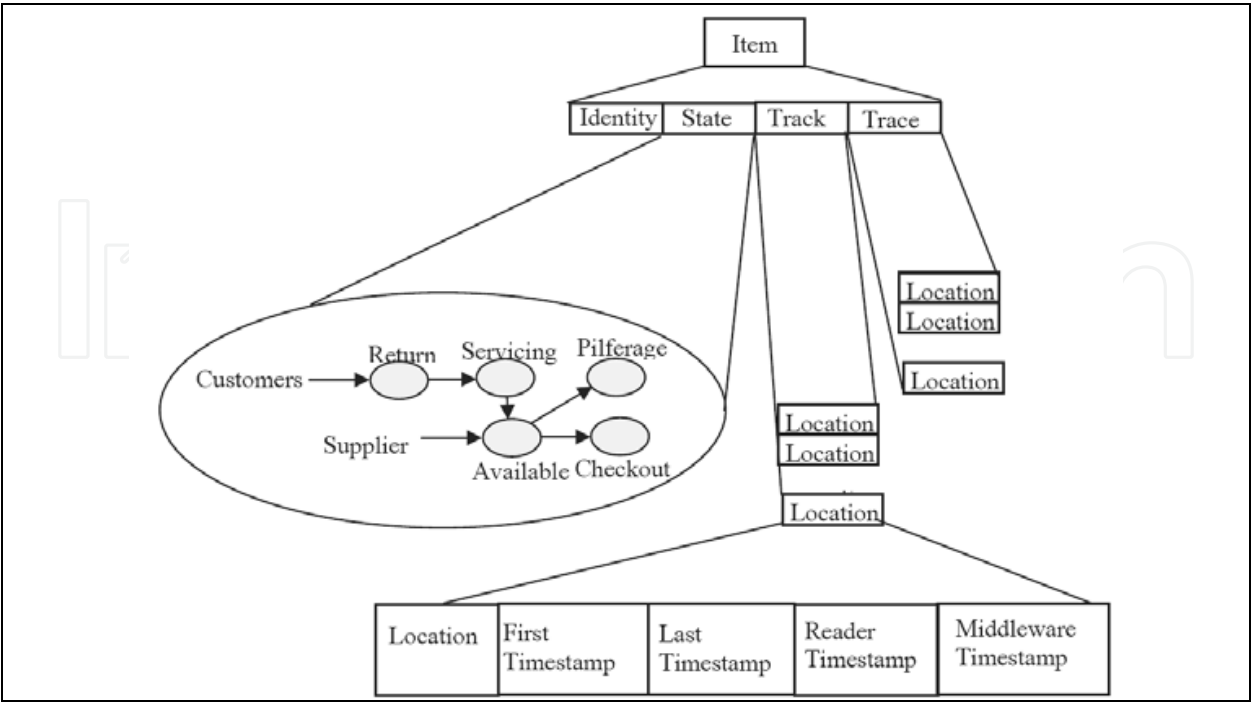 Item
Identity State Track Trace
Location
Location
Location
Return Servicing Pilferage
Customers
Supplier
Available Checkout
Location
Location
Location
Location First Timestamp Last Timestamp Reader Timestamp Middleware Timestamp